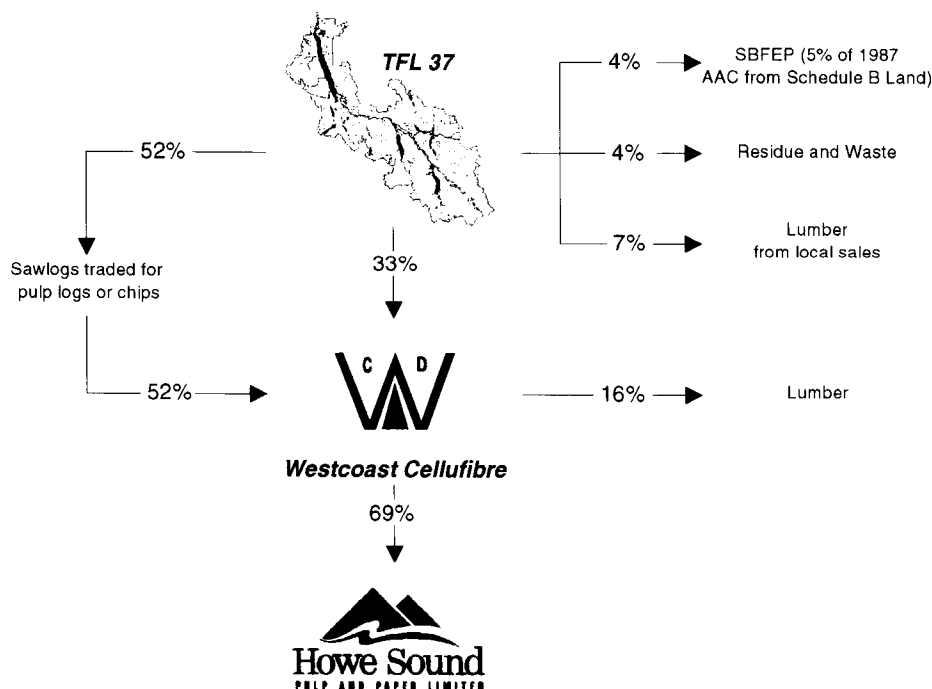 TFL 37
4%
SBFEP (5% of 1987
AAC from Schedule B Land)
52%
4%
Residue and Waste
7%
Lumber
from local sales
33%
Sawlogs traded for
pulp logs or chips
C D
52%
16%
Lumber
Westcoast Cellufibre
69%
Howe Sound
PULP AND PAPER LIMITED